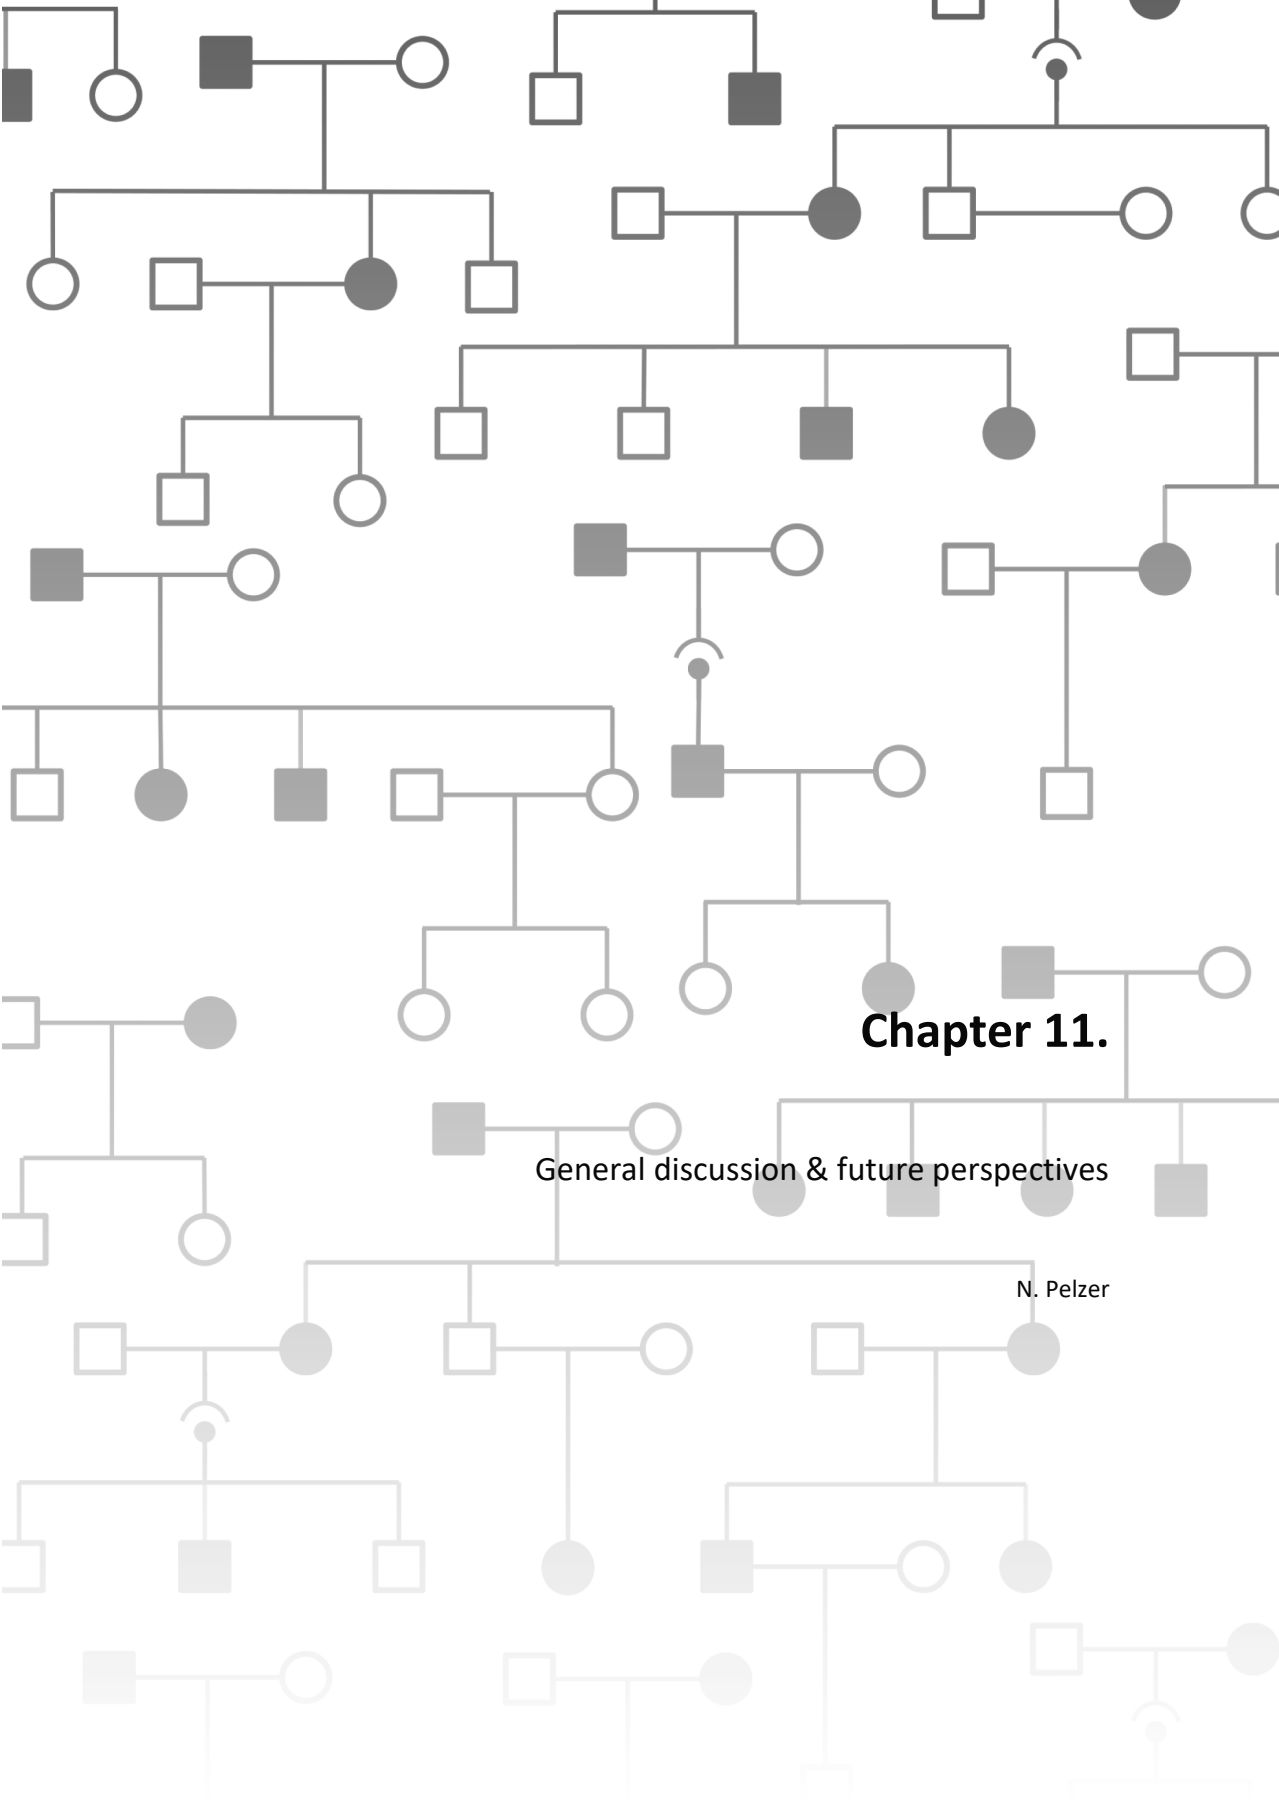 Chapter 11.
General discussion & future perspectives
N. Pelzer